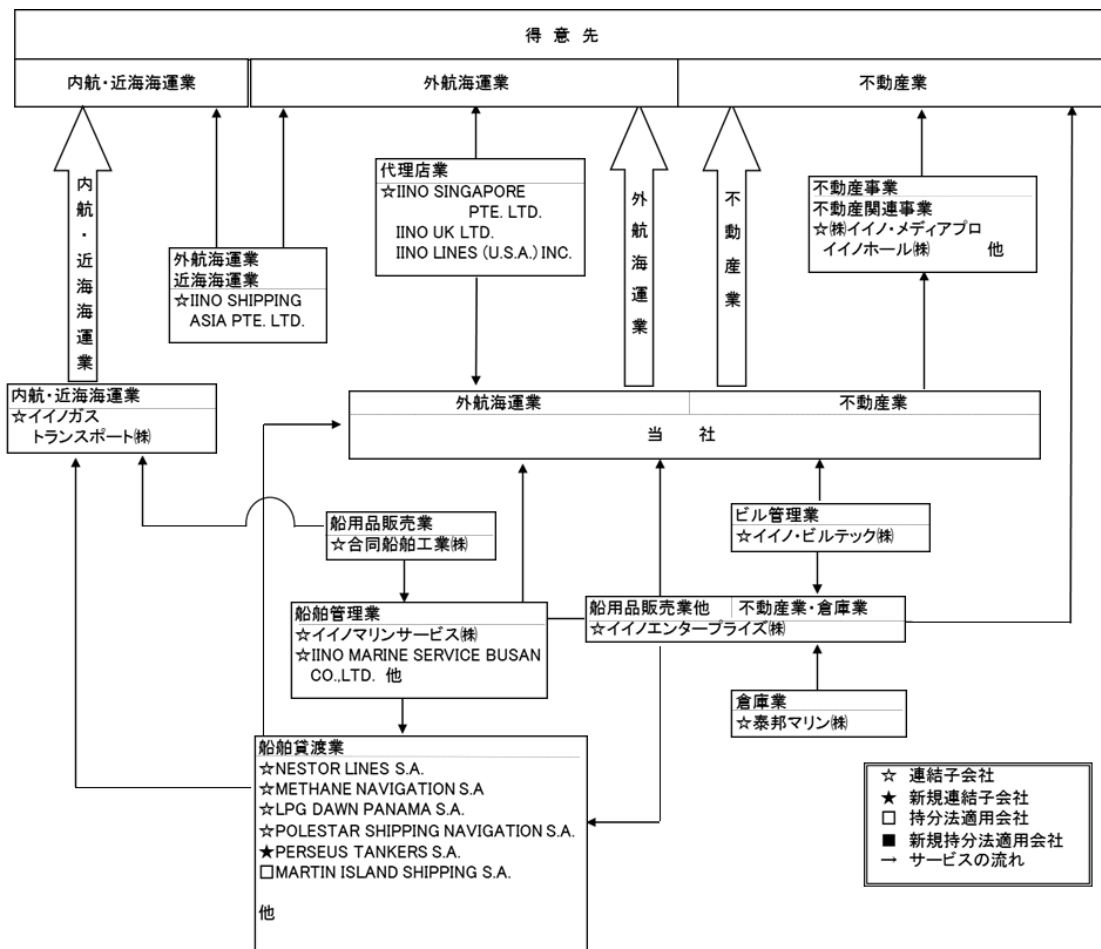 得意先
内航・近海海運業
外航海運業
不動産業
内航・近海海運業
外航海運業
近海海運業
☆IINO SHIPPING
ASIA PTE. LTD.
代理店業
☆IINO SINGAPORE
PTE. LTD.
IINO UK LTD.
IINO LINES (U.S.A.) INC.
外航海運業
不動産業
不動産事業
不動産関連事業
☆㈱イイノ・メディアプロ
イイノホール㈱ 他
内航・近海海運業
☆イイノガス
トランスポート㈱
外航海運業
不動産業
当社
船用品販売業
☆合同船舶工業㈱
ビル管理業
☆イイノ・ビルテック㈱
船舶管理業
☆イイノマリンサービス㈱
☆IINO MARINE SERVICE BUSAN
CO.,LTD. 他
船用品販売業他
不動産業・倉庫業
☆イイノエンタープライズ㈱
倉庫業
☆泰邦マリン㈱
船舶貸渡業
☆NESTOR LINES S.A.
☆METHANE NAVIGATION S.A
☆LPG DAWN PANAMA S.A.
☆POLESTAR SHIPPING NAVIGATION S.A.
★PERSEUS TANKERS S.A.
□MARTIN ISLAND SHIPPING S.A.
他
☆ 連結子会社
★ 新規連結子会社
□ 持分法適用会社
■ 新規持分法適用会社
→ サービスの流れ